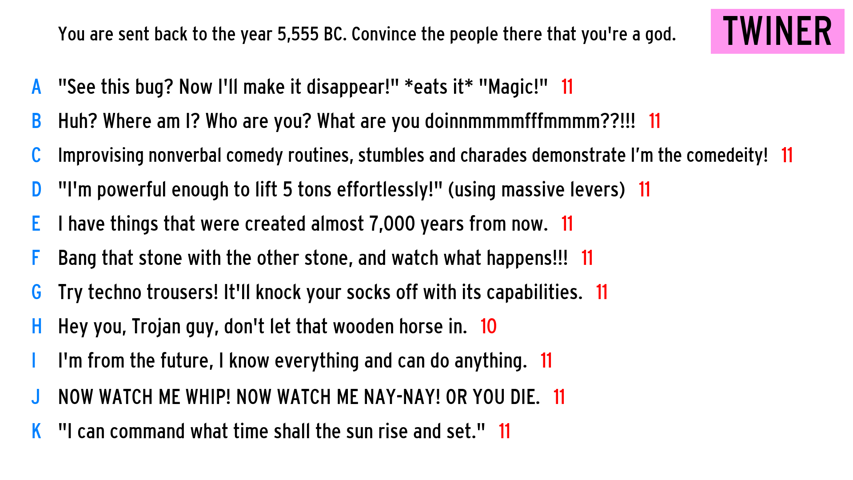 You are sent back to the year 5,555 BC. Convince the people there that you're a god.
TWINER
A "See this bug? Now I'll make it disappear!" *eats it* "Magic!" 11
B Huh? Where am I? Who are you? What are you doinnmmmmfffmmmm??!!! 11
C Improvising nonverbal comedy routines, stumbles and charades demonstrate I’m the comedeity! 11
D "I'm powerful enough to lift 5 tons effortlessly!" (using massive levers) 11
E I have things that were created almost 7,000 years from now. 11
F Bang that stone with the other stone, and watch what happens!!! 11
G Try techno trousers! It'll knock your socks off with its capabilities. 11
H Hey you, Trojan guy, don't let that wooden horse in. 10
I I'm from the future, I know everything and can do anything. 11
J NOW WATCH ME WHIP! NOW WATCH ME NAY-NAY! OR YOU DIE. 11
K "I can command what time shall the sun rise and set." 11